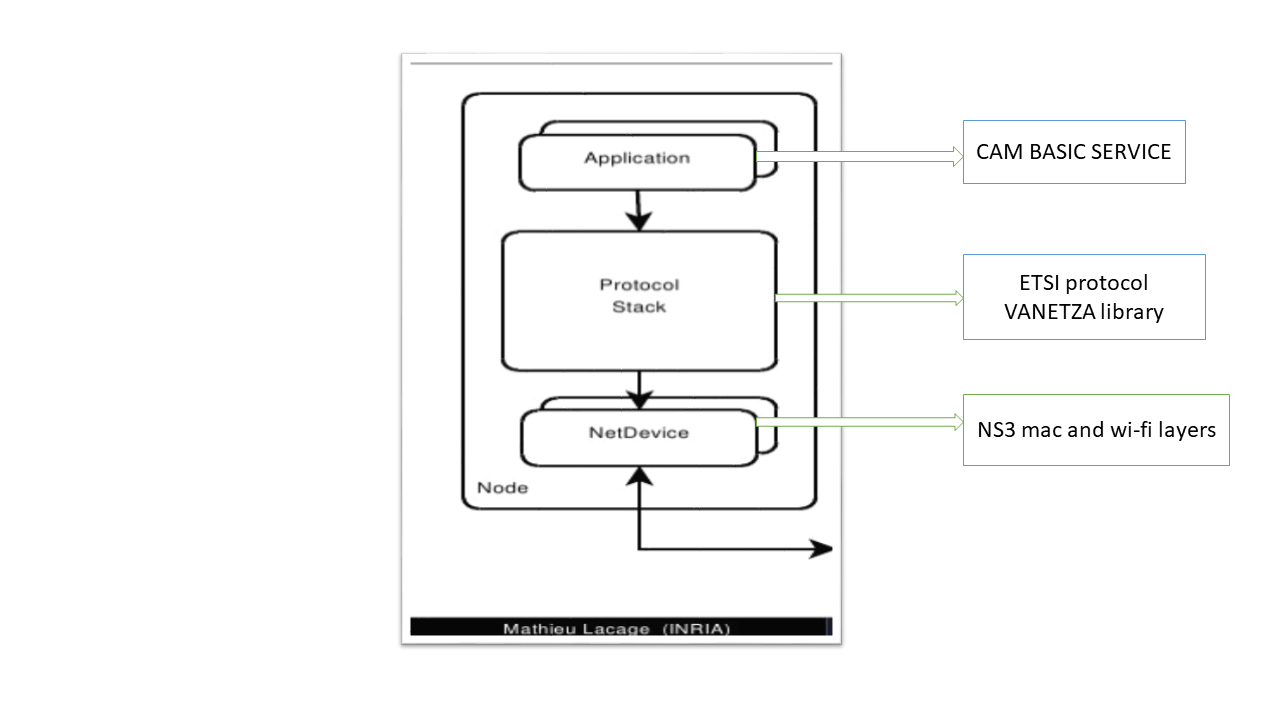 Application
CAM BASIC SERVICE
Protocol
Stack
ETSI protocol
VANETZA library
NetDevice
NS3 mac and wi-fi layers
Node
Mathieu Lacage (INRIA)